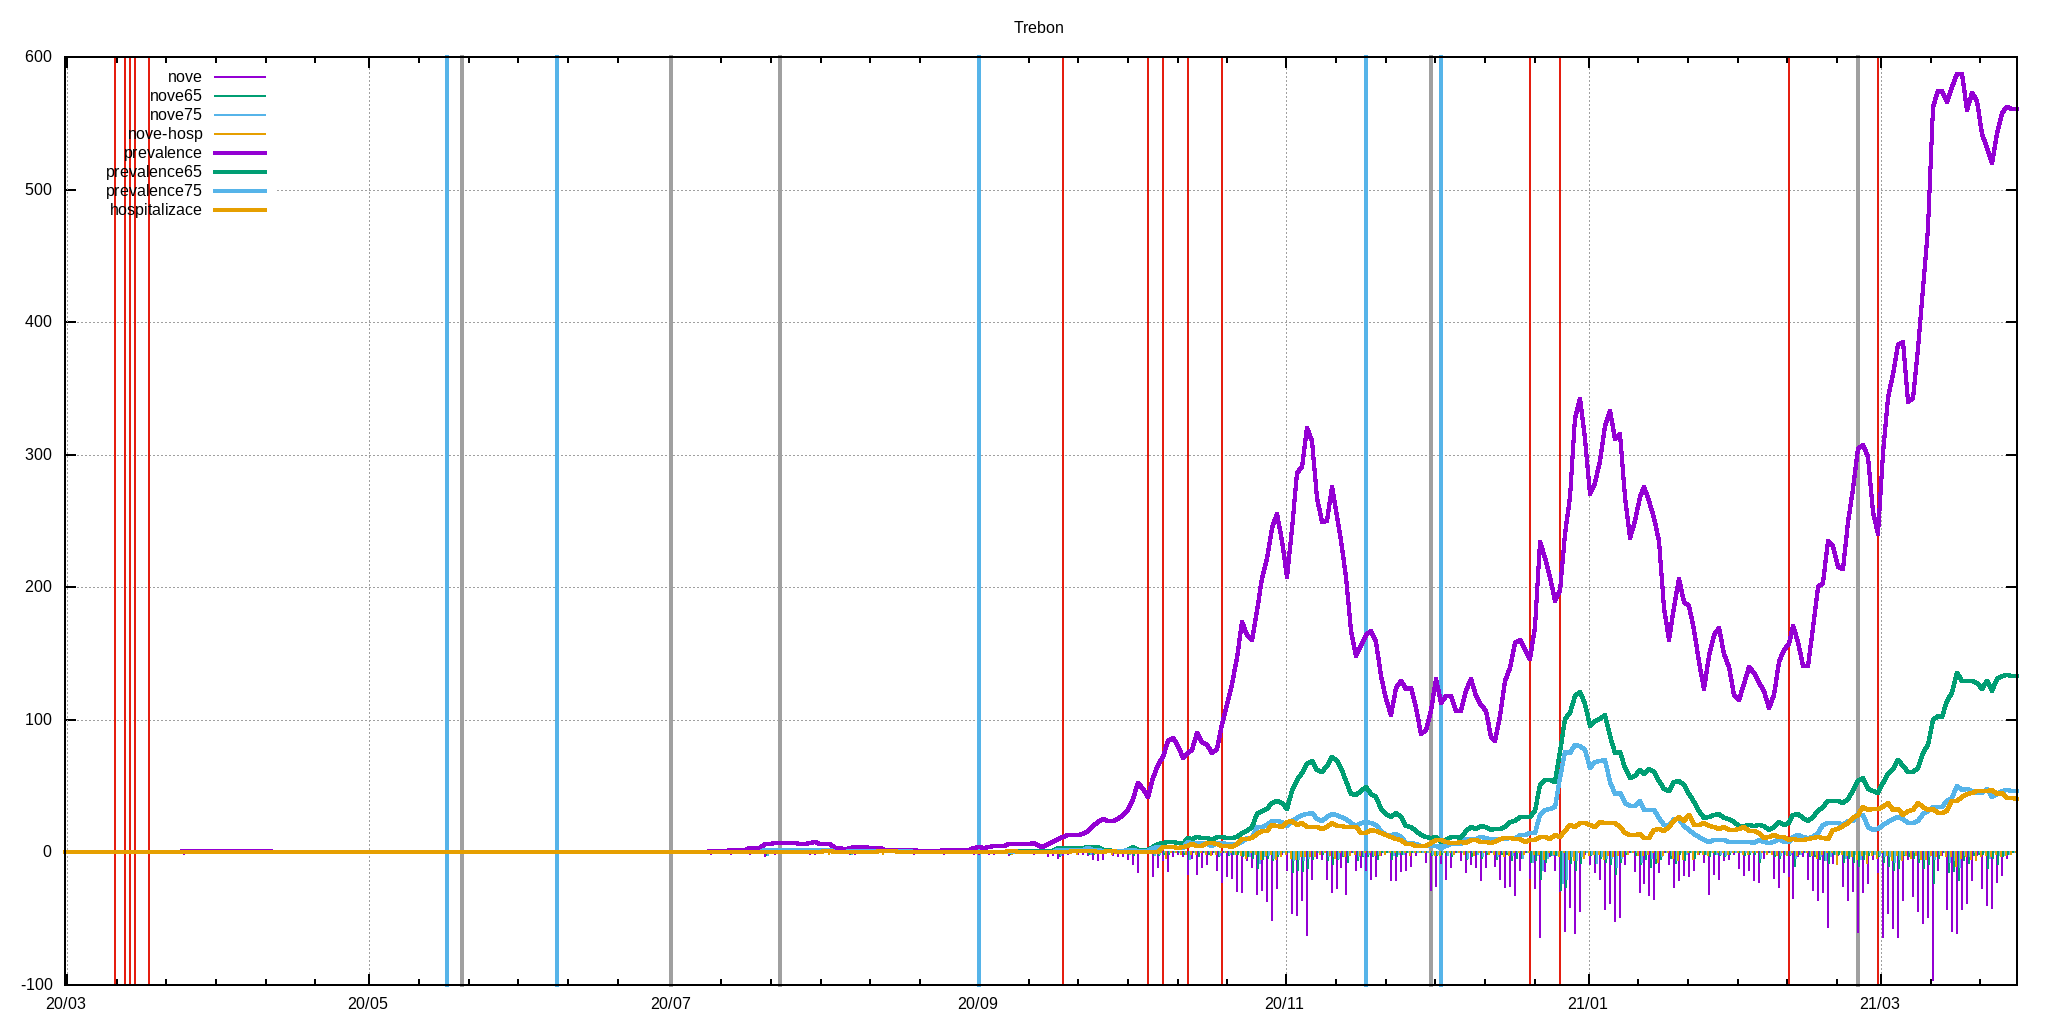 Trebon
600
500
400
300
200
100
0
-100
nove
nove65
nove75
nove-hosp
prevalence
prevalence65
prevalence75
hospitalizace
20/03 20/05 20/07 20/09 20/11 21/01 21/03